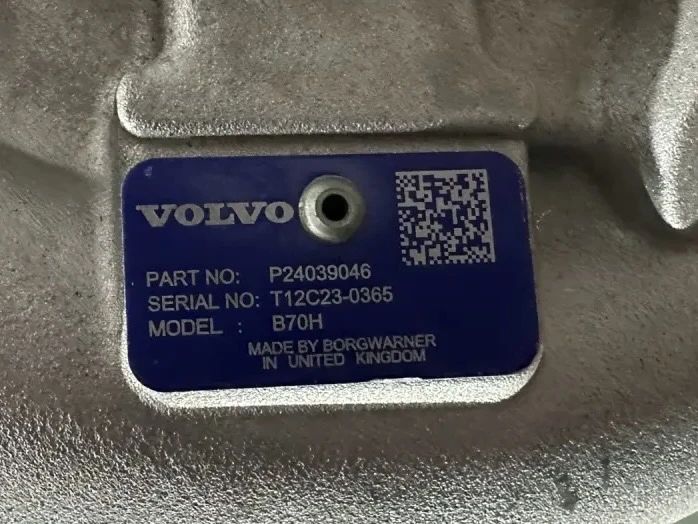 VOLVO
PART NO: P24039046
SERIAL NO: T12C23-0365
MODEL : B70H
MADE BY BORGWARNER
IN UNITED KINGDOM